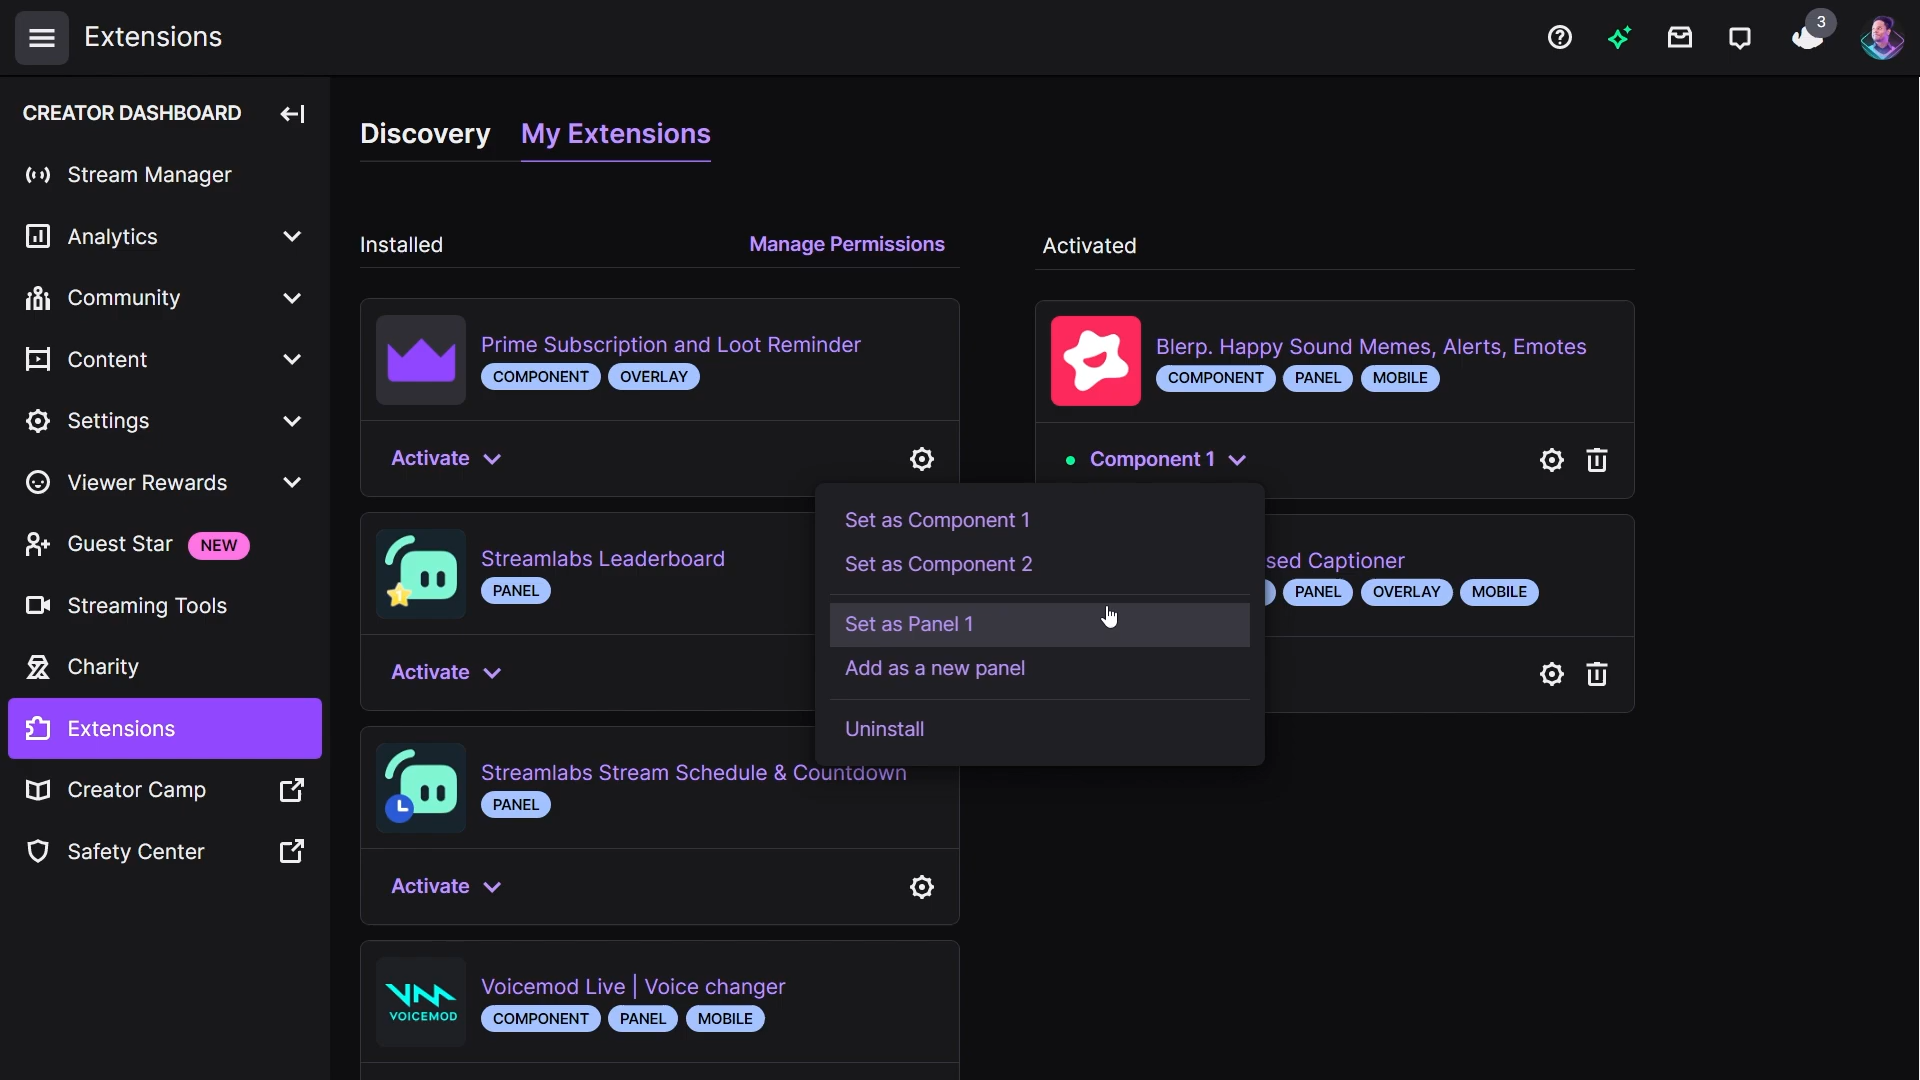 Extensions
3
CREATOR DASHBOARD
Stream Manager
Analytics
Community
Content
Settings
Viewer Rewards
Guest Star NEW
Streaming Tools
Charity
Extensions
Creator Camp
Safety Center
Discovery My Extensions
Installed Manage Permissions
Prime Subscription and Loot Reminder
COMPONENT OVERLAY
Activate
Streamlabs Leaderboard
PANEL
Activate
Streamlabs Stream Schedule & Countdown
PANEL
Activate
VOICEMOD
Voicemod Live | Voice changer
COMPONENT PANEL MOBILE
Activated
Blerp. Happy Sound Memes, Alerts, Emotes
COMPONENT PANEL MOBILE
Component 1
sed Captioner
PANEL OVERLAY MOBILE
Set as Component 1
Set as Component 2
Set as Panel 1
Add as a new panel
Uninstall